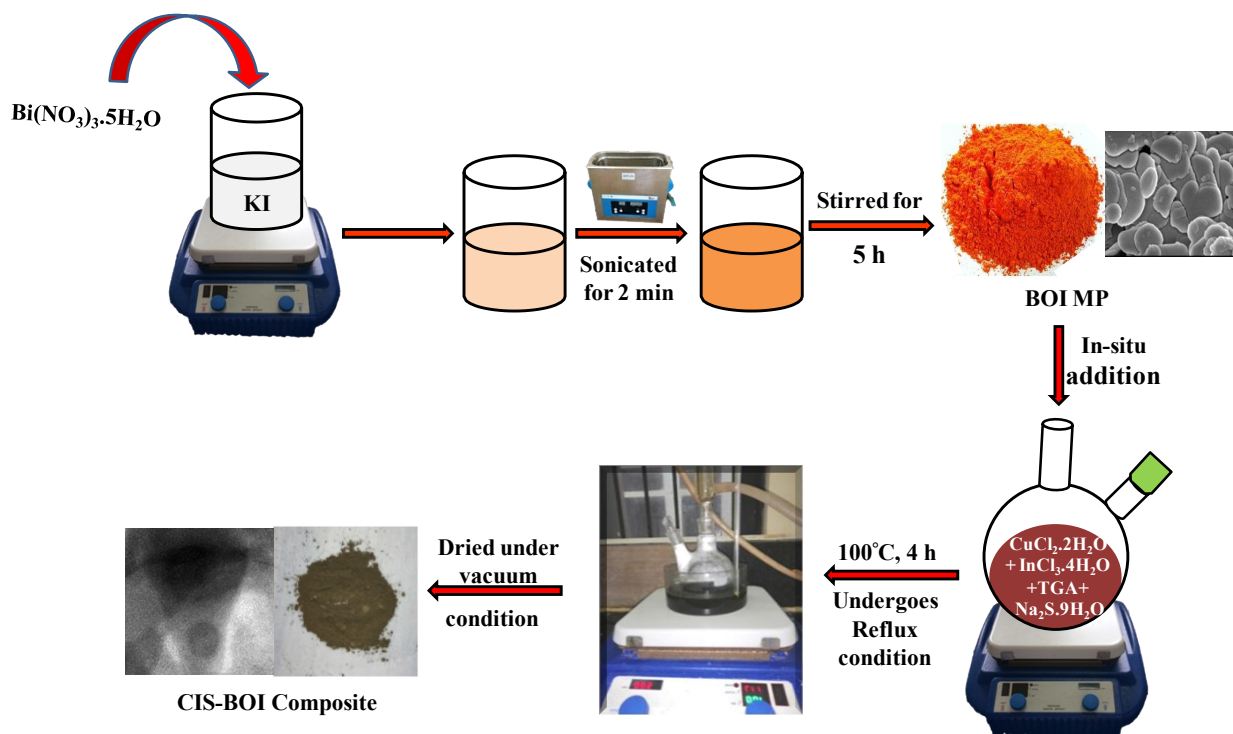 Bi(NO₃)₃.5H₂O
KI
Sonicated
for 2 min
Stirred for
5 h
BOI MP
In-situ
addition
CuCl₂.2H₂O
+ InCl₃.4H₂O
+TGA+
Na₂S.9H₂O
100°C, 4 h
Undergoes
Reflux
condition
Dried under
vacuum
condition
CIS-BOI Composite